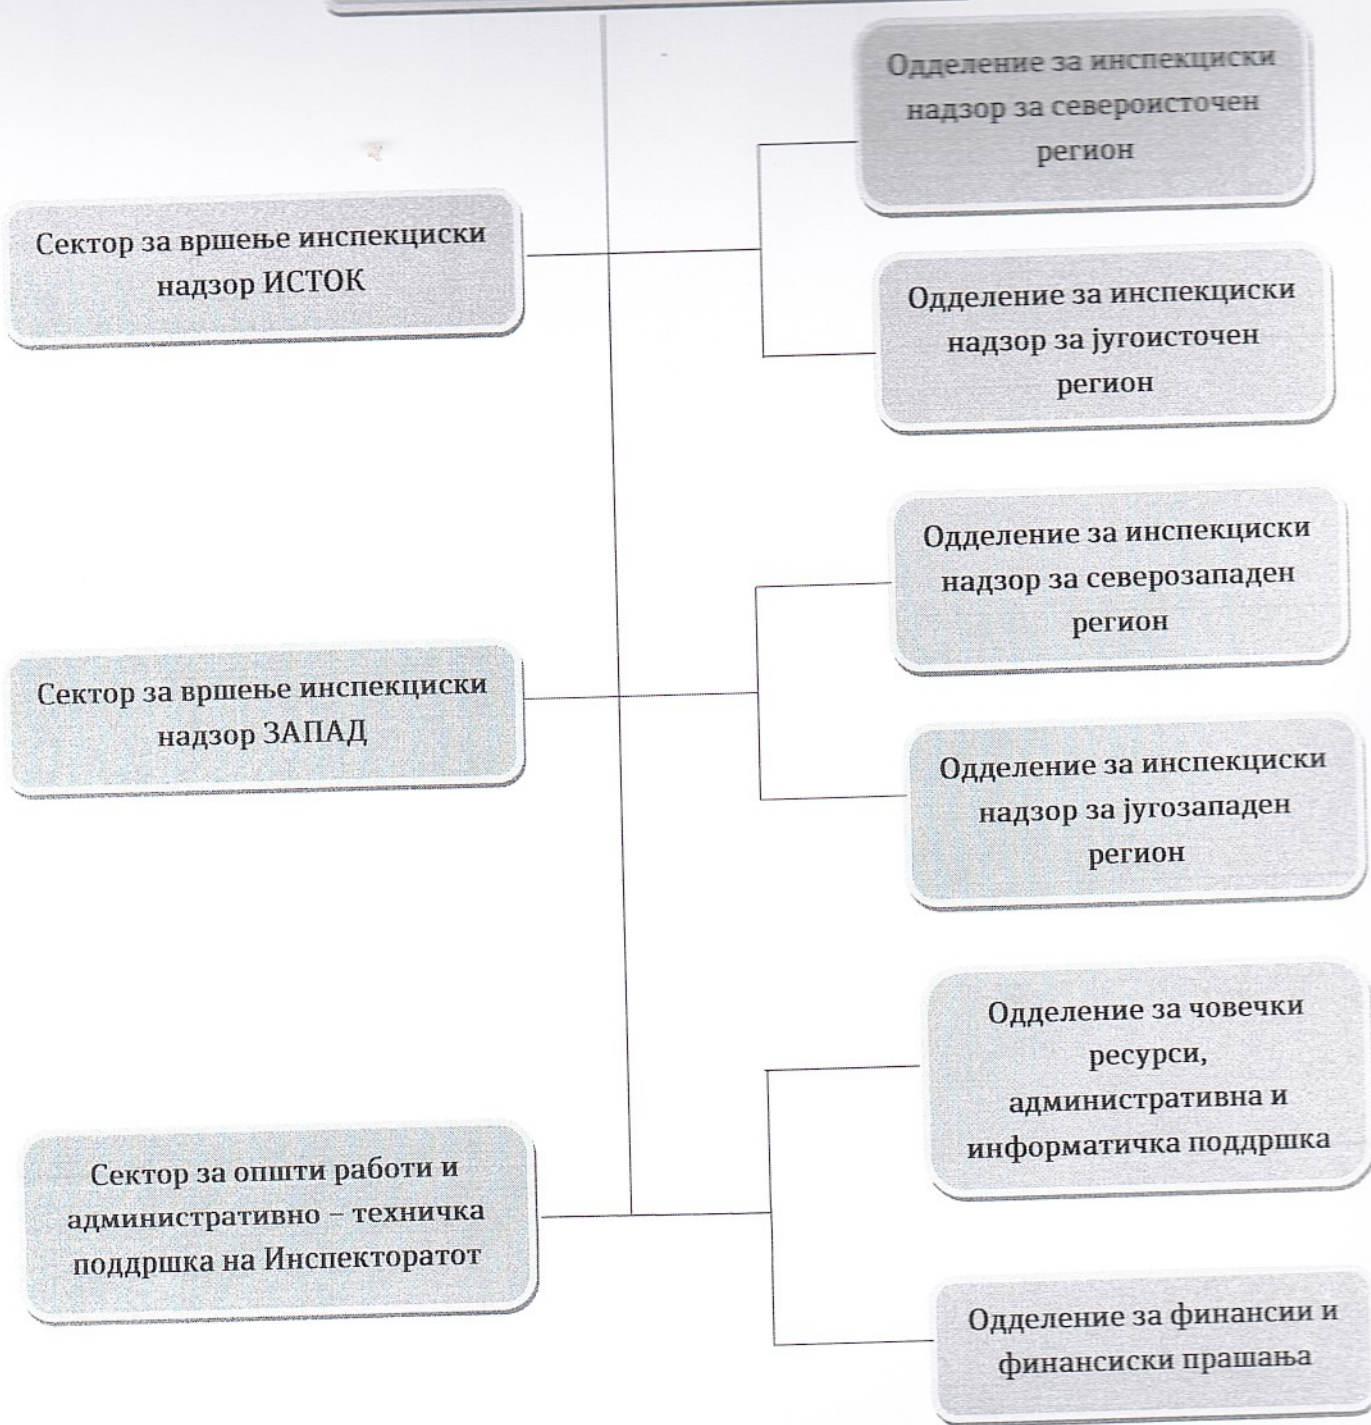 Одделение за инспекциски
надзор за североисточен
регион
Сектор за вршење инспекциски
надзор ИСТОК
Одделение за инспекциски
надзор за југоисточен
регион
Одделение за инспекциски
надзор за северозападен
регион
Сектор за вршење инспекциски
надзор ЗАПАД
Одделение за инспекциски
надзор за југозападен
регион
Одделение за човечки
ресурси,
административна и
информатичка поддршка
Сектор за општи работи и
административно – техничка
поддршка на Инспекторатот
Одделение за финансии и
финансиски прашања